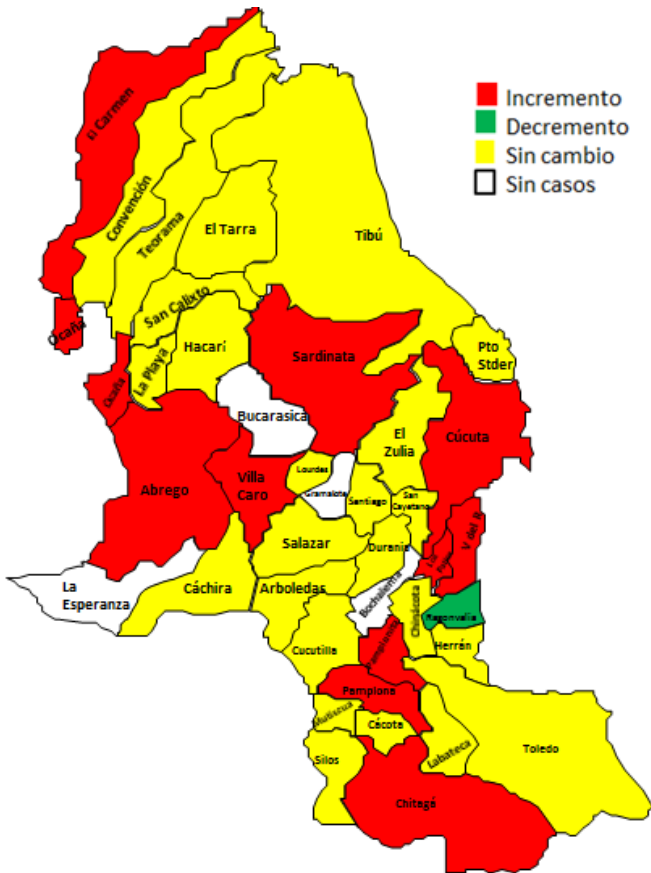 Incremento
Decremento
Sin cambio
Sin casos
El Carmen
Convención
Teorama
El Tarra
Tibú
San Calixto
Ocaña
Hacarí
La Playa
Sardinata
Pto
Stder
Ocaña
Bucarasica
El
Zulia
Cúcuta
Abrego
Villa
Caro
Lourdes
Gramalote
Santiago
San
Cayetano
V del R
Salazar
Durania
La
Esperanza
Cáchira
Arboledas
Bochalema
Chinácota
Ragonvalia
Cucutilla
Pamplonita
Herrán
Pamplona
Mutiscua
Cácota
Silos
Labateca
Toledo
Chitagá